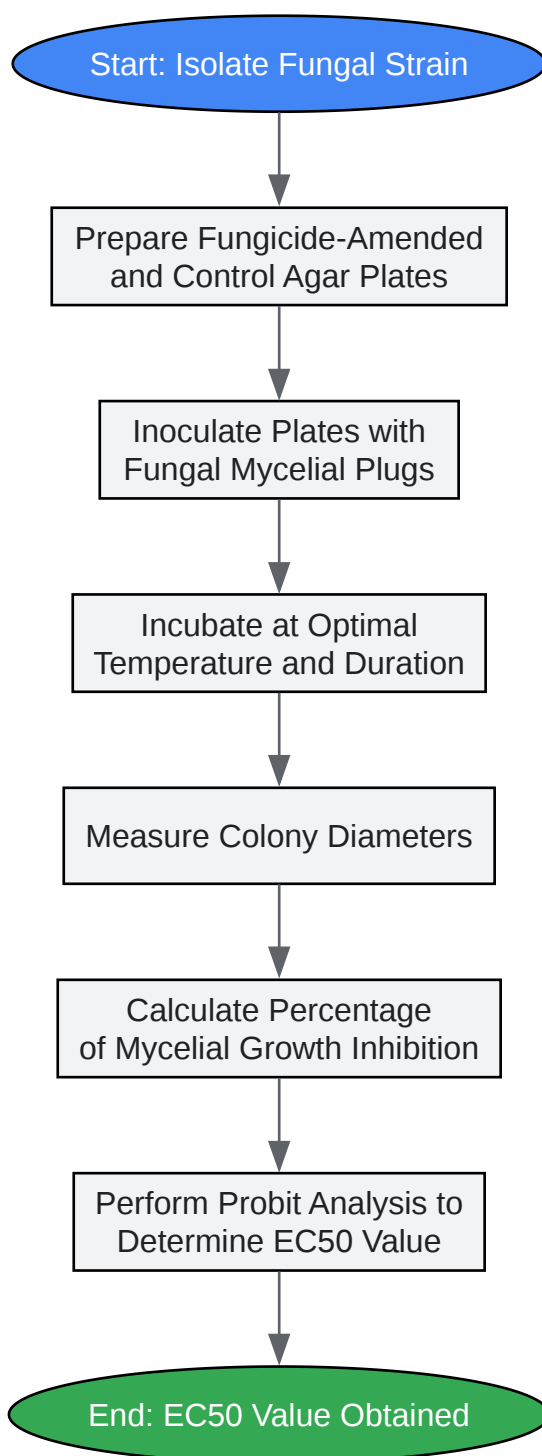 Start: Isolate Fungal Strain
Prepare Fungicide-Amended
and Control Agar Plates
Inoculate Plates with
Fungal Mycelial Plugs
Incubate at Optimal
Temperature and Duration
Measure Colony Diameters
Calculate Percentage
of Mycelial Growth Inhibition
Perform Probit Analysis to
Determine EC50 Value
End: EC50 Value Obtained